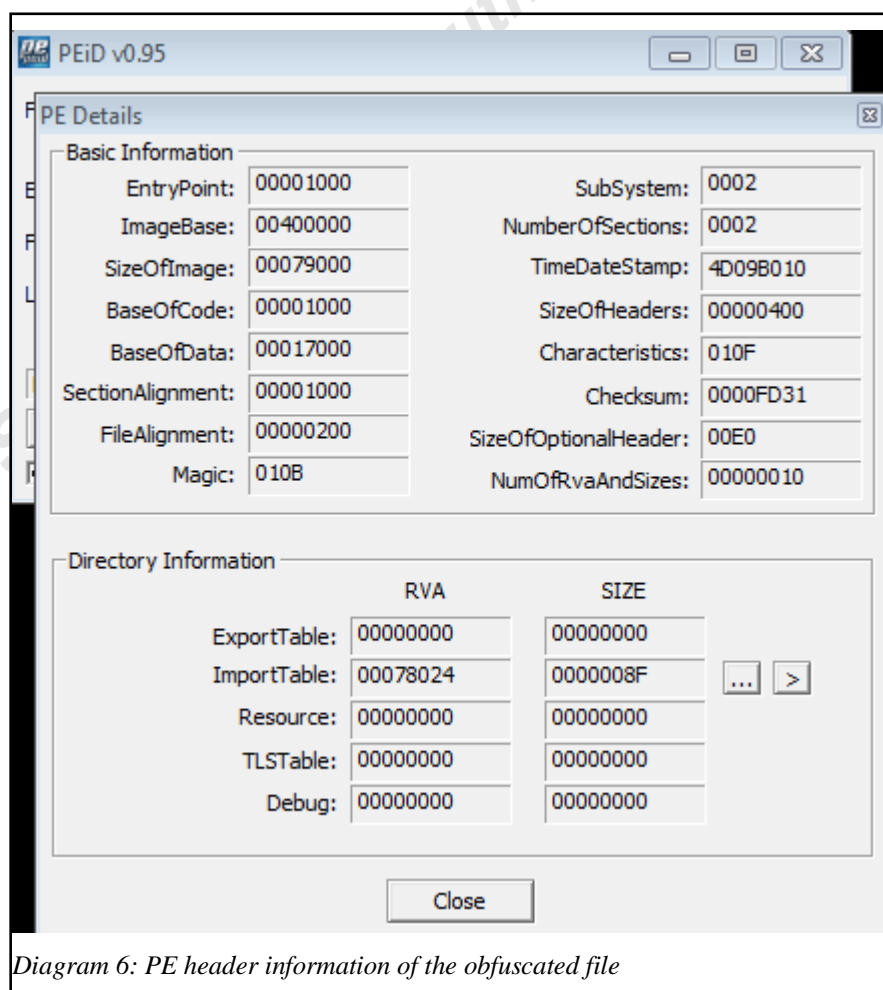 PEiD v0.95
PE Details
Basic Information
EntryPoint: 00001000 SubSystem: 0002
ImageBase: 00400000 NumberOfSections: 0002
SizeOfImage: 00079000 TimeDateStamp: 4D09B010
BaseOfCode: 00001000 SizeOfHeaders: 00000400
BaseOfData: 00017000 Characteristics: 010F
SectionAlignment: 00001000 Checksum: 0000FD31
FileAlignment: 00000200 SizeOfOptionalHeader: 00E0
Magic: 010B NumOfRvaAndSizes: 00000010
Directory Information
RVA SIZE
ExportTable: 00000000 00000000
ImportTable: 00078024 0000008F ... >
Resource: 00000000 00000000
TLSTable: 00000000 00000000
Debug: 00000000 00000000
Close
Diagram 6: PE header information of the obfuscated file